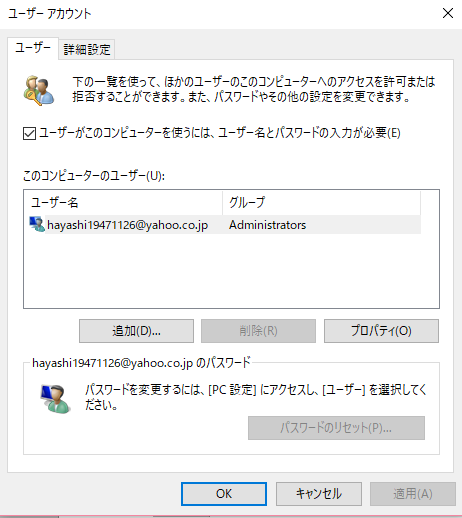 ユーザー アカウント
ユーザー 詳細設定
下の一覧を使って、ほかのユーザーのこのコンピューターへのアクセスを許可または
拒否することができます。また、パスワードやその他の設定を変更できます。
ユーザーがこのコンピューターを使うには、ユーザー名とパスワードの入力が必要(E)
このコンピューターのユーザー(U):
ユーザー名 グループ
hayashi19471126@yahoo.co.jp Administrators
追加(D)... 削除(R) プロパティ(O)
hayashi19471126@yahoo.co.jp のパスワード
パスワードを変更するには、[PC 設定] にアクセスし、[ユーザー] を選択してく
ださい。
パスワードのリセット(P)...
OK キャンセル 適用(A)